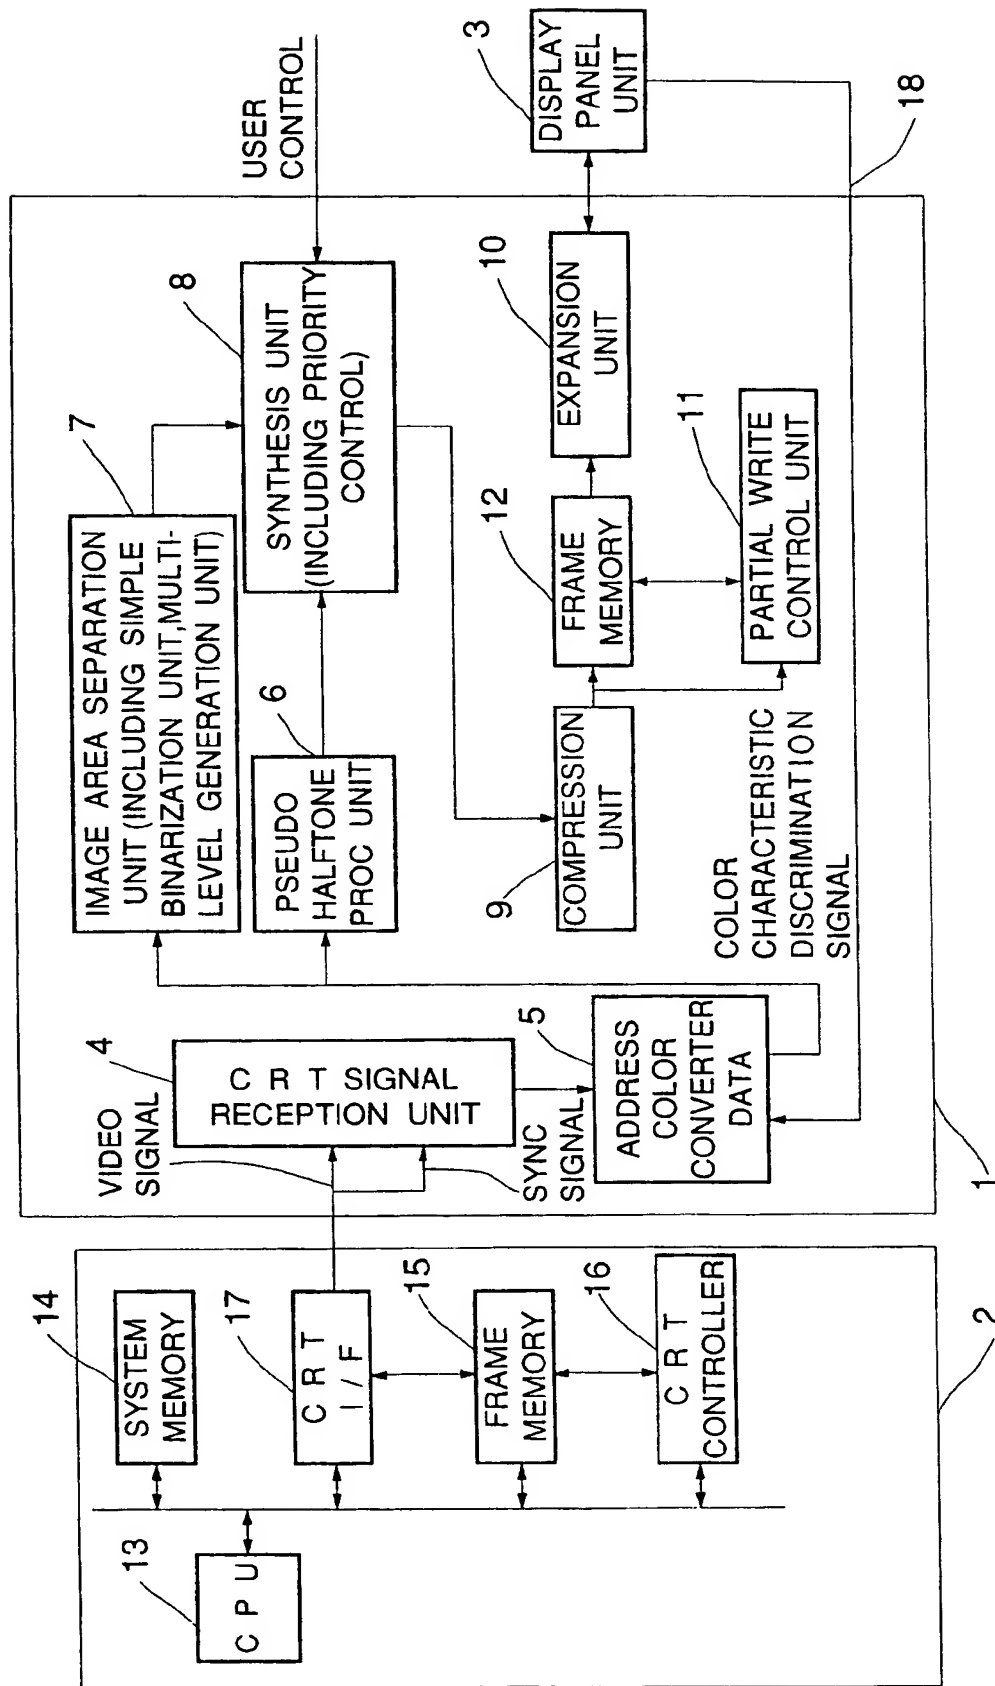 14
SYSTEM
MEMORY
13
C P U
17
C R T
I / F
15
FRAME
MEMORY
16
C R T
CONTROLLER
2
VIDEO
SIGNAL
4
C R T SIGNAL
RECEPTION UNIT
SYNC
SIGNAL
5
ADDRESS
COLOR
CONVERTER
DATA
7
IMAGE AREA SEPARATION
UNIT (INCLUDING SIMPLE
BINARIZATION UNIT,MULTI-
LEVEL GENERATION UNIT)
6
PSEUDO
HALFTONE
PROC UNIT
8
SYNTHESIS UNIT
(INCLUDING PRIORITY
CONTROL)
USER
CONTROL
9
COMPRESSION
UNIT
12
FRAME
MEMORY
10
EXPANSION
UNIT
3
DISPLAY
PANEL
UNIT
11
PARTIAL WRITE
CONTROL UNIT
COLOR
CHARACTERISTIC
DISCRIMINATION
SIGNAL
18
1